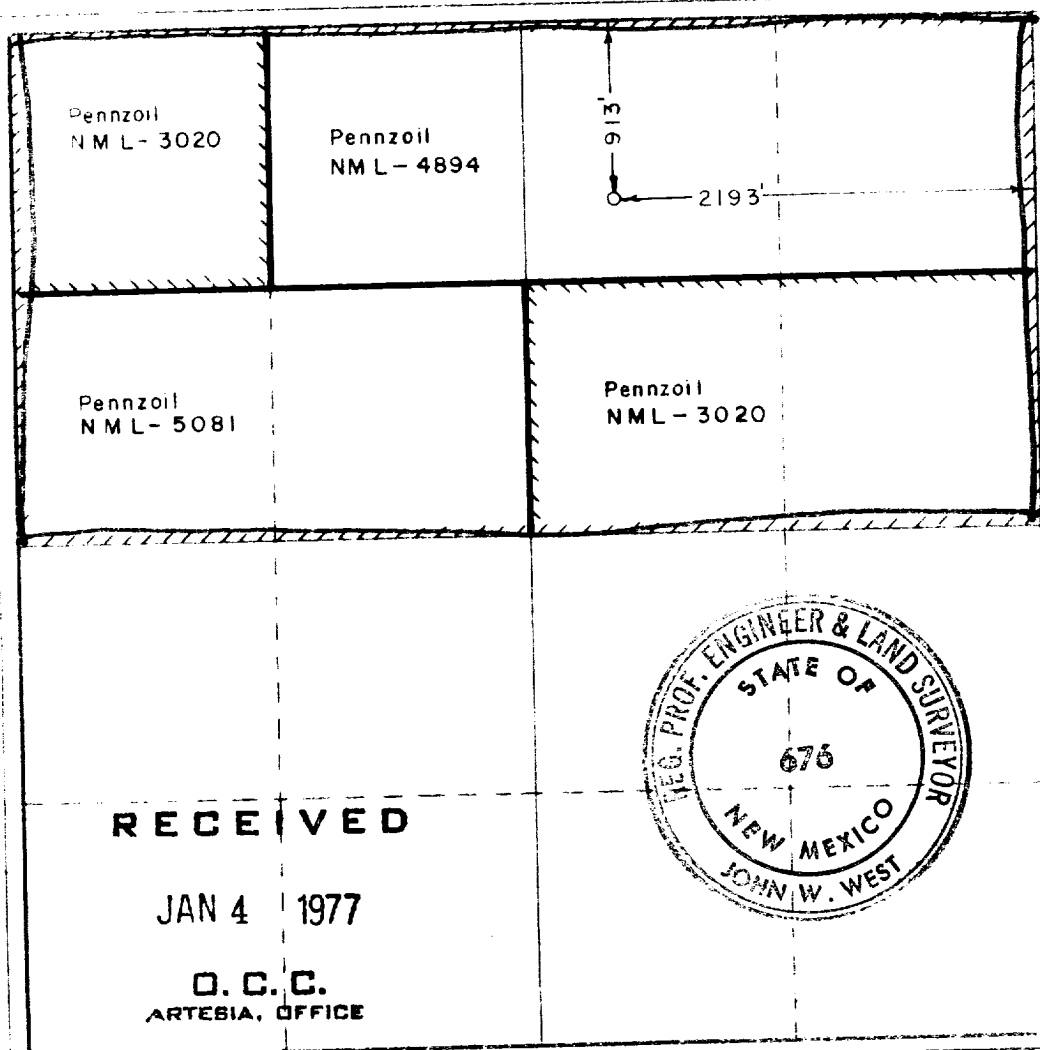 Pennzoil
NML-3020
Pennzoil
NML-4894
913'
2193'
Pennzoil
NML-5081
Pennzoil
NML-3020
REG. PROF. ENGINEER & LAND SURVEYOR
STATE OF
676
NEW MEXICO
JOHN W. WEST
RECEIVED
JAN 4 1977
O. C. C.
ARTESIA, OFFICE